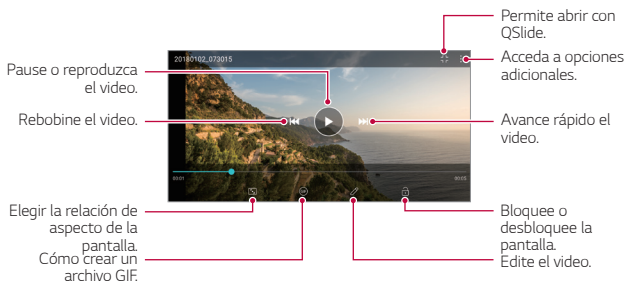 Permite abrir con
QSlide.
Acceda a opciones
adicionales.
20180102_073015
Pause o reproduzca
el video.
Rebobine el video.
Avance rápido el
video.
00:01
00:05
GIF
Elegir la relación de
aspecto de la
pantalla.
Cómo crear un
archivo GIF.
Bloquee o
desbloquee la
pantalla.
Edite el video.